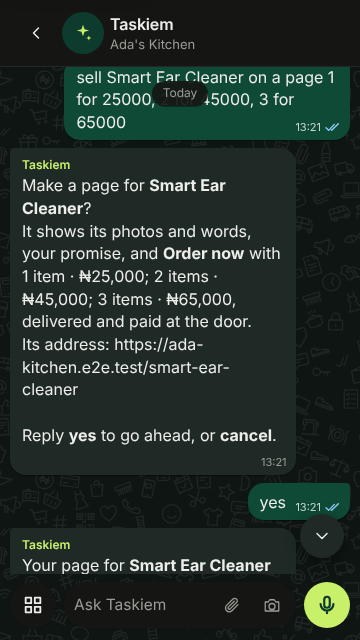 Taskiem
Ada's Kitchen
sell Smart Ear Cleaner on a page 1
for 25000, 45000, 3 for
65000
Today
13:21
Taskiem
Make a page for Smart Ear
Cleaner?
It shows its photos and words,
your promise, and Order now with
1 item · ₦25,000; 2 items ·
₦45,000; 3 items · ₦65,000,
delivered and paid at the door.
Its address: https://ada-
kitchen.e2e.test/smart-ear-
cleaner
Reply yes to go ahead, or cancel.
13:21
yes 13:21
Taskiem
Your page for Smart Ear Cleaner
Ask Taskiem